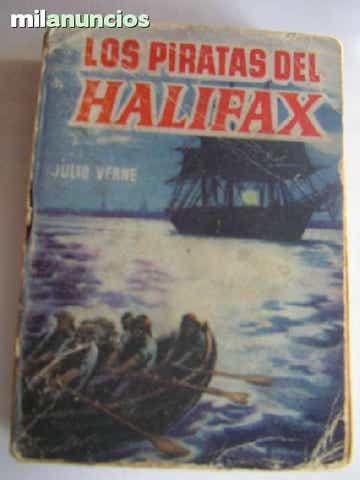 milanuncios
LOS PIRATAS DEL
HALIFAX
JULIO VERNE